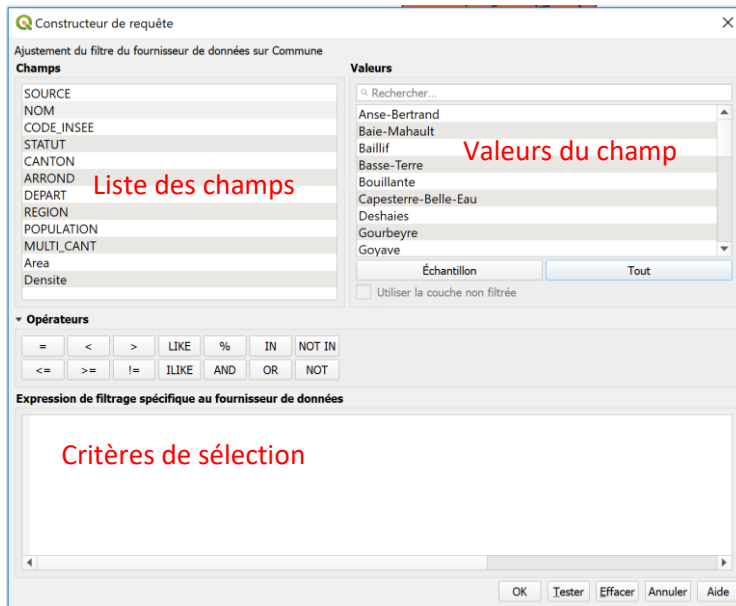 Constructeur de requête
Ajustement du filtre du fournisseur de données sur Commune
Champs
SOURCE
NOM
CODE_INSEE
STATUT
CANTON
ARROND
DEPART
REGION
POPULATION
MULTI_CANT
Area
Densite
Liste des champs
Valeurs
Rechercher...
Anse-Bertrand
Baie-Mahault
Baillif
Basse-Terre
Bouillante
Capesterre-Belle-Eau
Deshaies
Gourbeyre
Goyave
Valeurs du champ
Échantillon Tout
Utiliser la couche non filtrée
Opérateurs
= < > LIKE % IN NOT IN
<= >= != ILIKE AND OR NOT
Expression de filtrage spécifique au fournisseur de données
Critères de sélection
OK Tester Effacer Annuler Aide